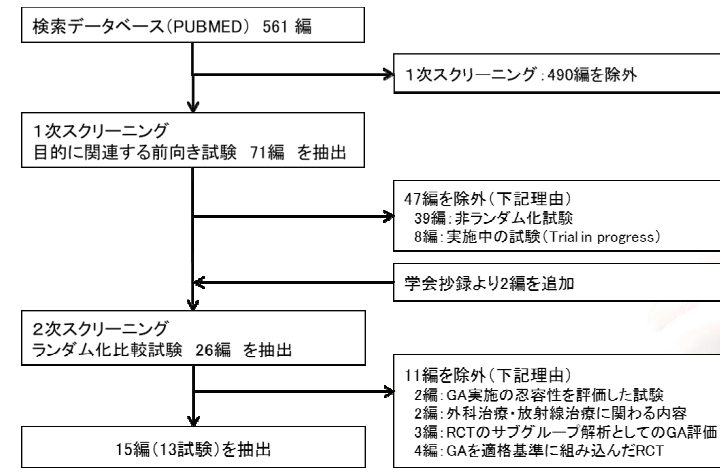 検索データベース(PUBMED) 561 編
1次スクリーニング:490編を除外
1次スクリーニング
目的に関連する前向き試験 71編 を抽出
47編を除外(下記理由)
39編:非ランダム化試験
8編:実施中の試験(Trial in progress)
学会抄録より2編を追加
2次スクリーニング
ランダム化比較試験 26編 を抽出
11編を除外(下記理由)
2編:GA実施の忍容性を評価した試験
2編:外科治療・放射線治療に関わる内容
3編:RCTのサブグループ解析としてのGA評価
4編:GAを適格基準に組み込んだRCT
15編(13試験)を抽出